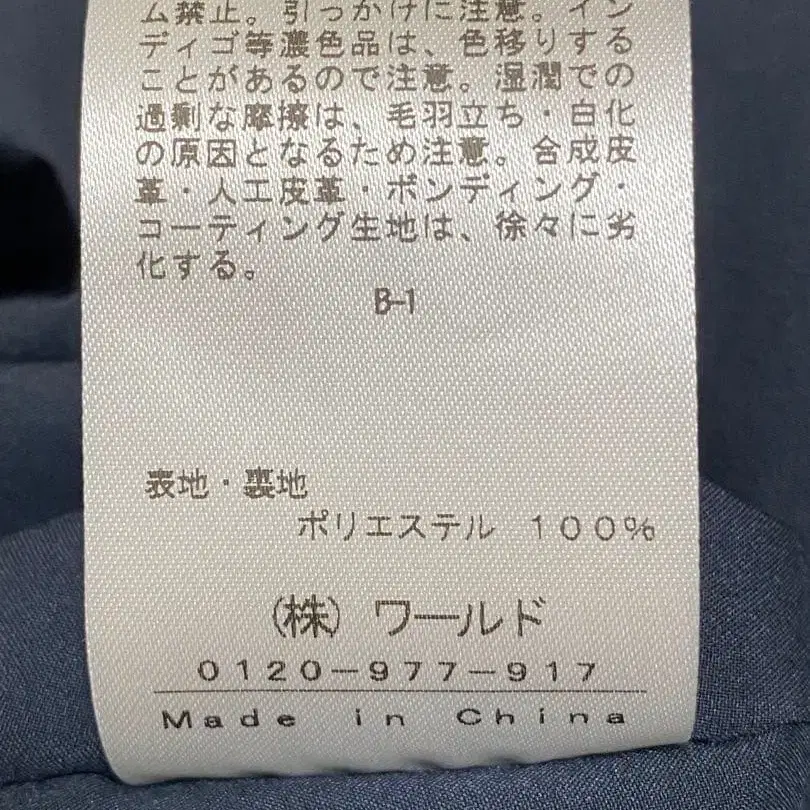 ム禁止。引っかけに注意。イン
ディゴ等濃色品は、色移りする
ことがあるので注意。湿潤での
過剰な摩擦は、毛羽立ち・白化
の原因となるため注意。合成皮
革・人工皮革・ボンディング・
コーティング生地は、徐々に劣
化する。
B-1
表地・裏地
ポリエステル 100%
(株) ワールド
0120-977-917
Made in China